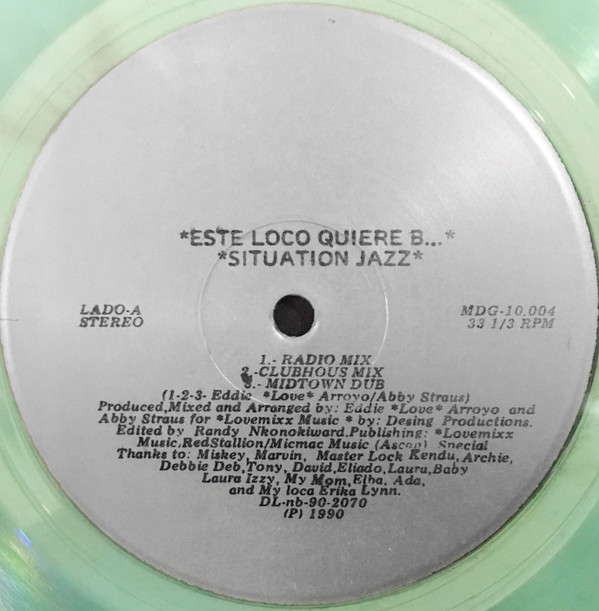 *ESTE LOCO QUIERE B...*
*SITUATION JAZZ*
LADO-A
STEREO
MDG-10.004
33 1/3 RPM
1.- RADIO MIX
2.-CLUBHOUS MIX
3.- MIDTOWN DUB
(1-2-3- Eddie *Love* Arroyo/Abby Straus)
Produced,Mixed and Arranged by: Eddie *Love* Arroyo and
Abby Straus for *Lovemixx Music * by: Desing Productions.
Edited by Randy Nkonokiward.Publishing: *Lovemixx
Music,RedStallion/Micmac Music (Ascap) Special
Thanks to: Miskey, Marvin, Master Lock Kendu, Archie,
Debbie Deb,Tony, David,Eliado,Laura,Baby
Laura Izzy, My Mom,Elba, Ada,
and My loca Erika Lynn.
DL-nb-90-2070
(P) 1990